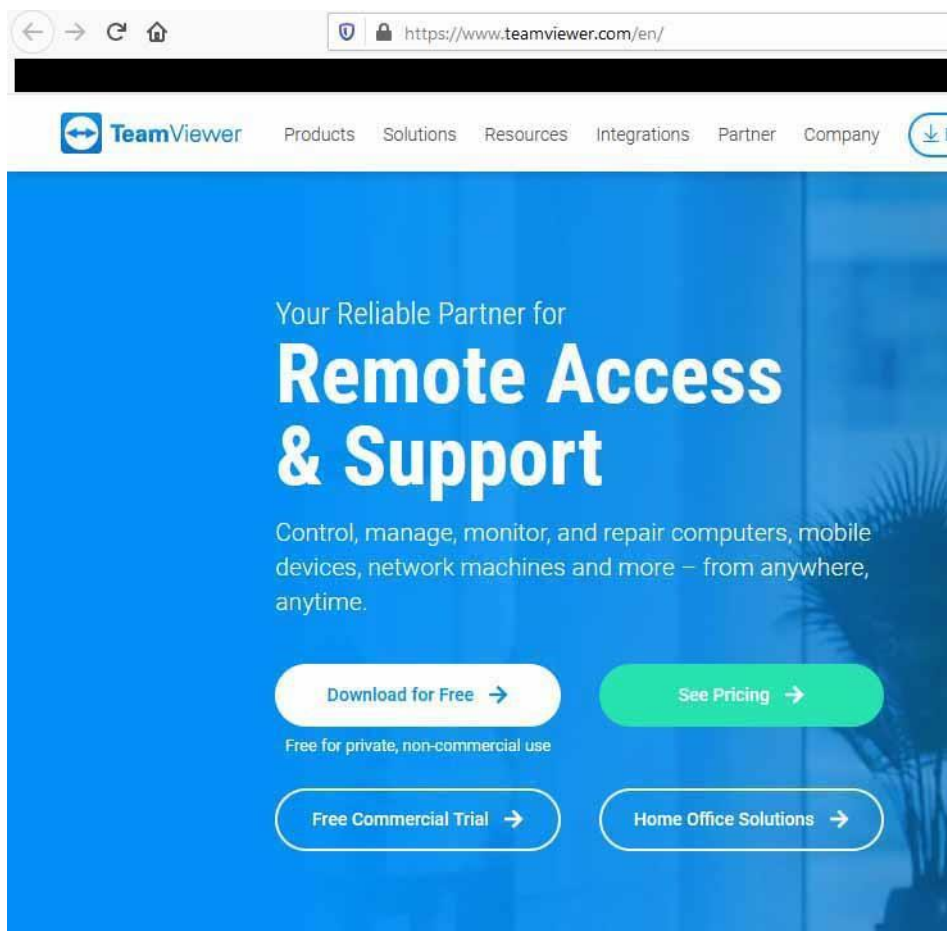 https://www.teamviewer.com/en/
TeamViewer Products Solutions Resources Integrations Partner Company
Your Reliable Partner for
Remote Access
& Support
Control, manage, monitor, and repair computers, mobile
devices, network machines and more – from anywhere,
anytime.
Download for Free → See Pricing →
Free for private, non-commercial use
Free Commercial Trial → Home Office Solutions →